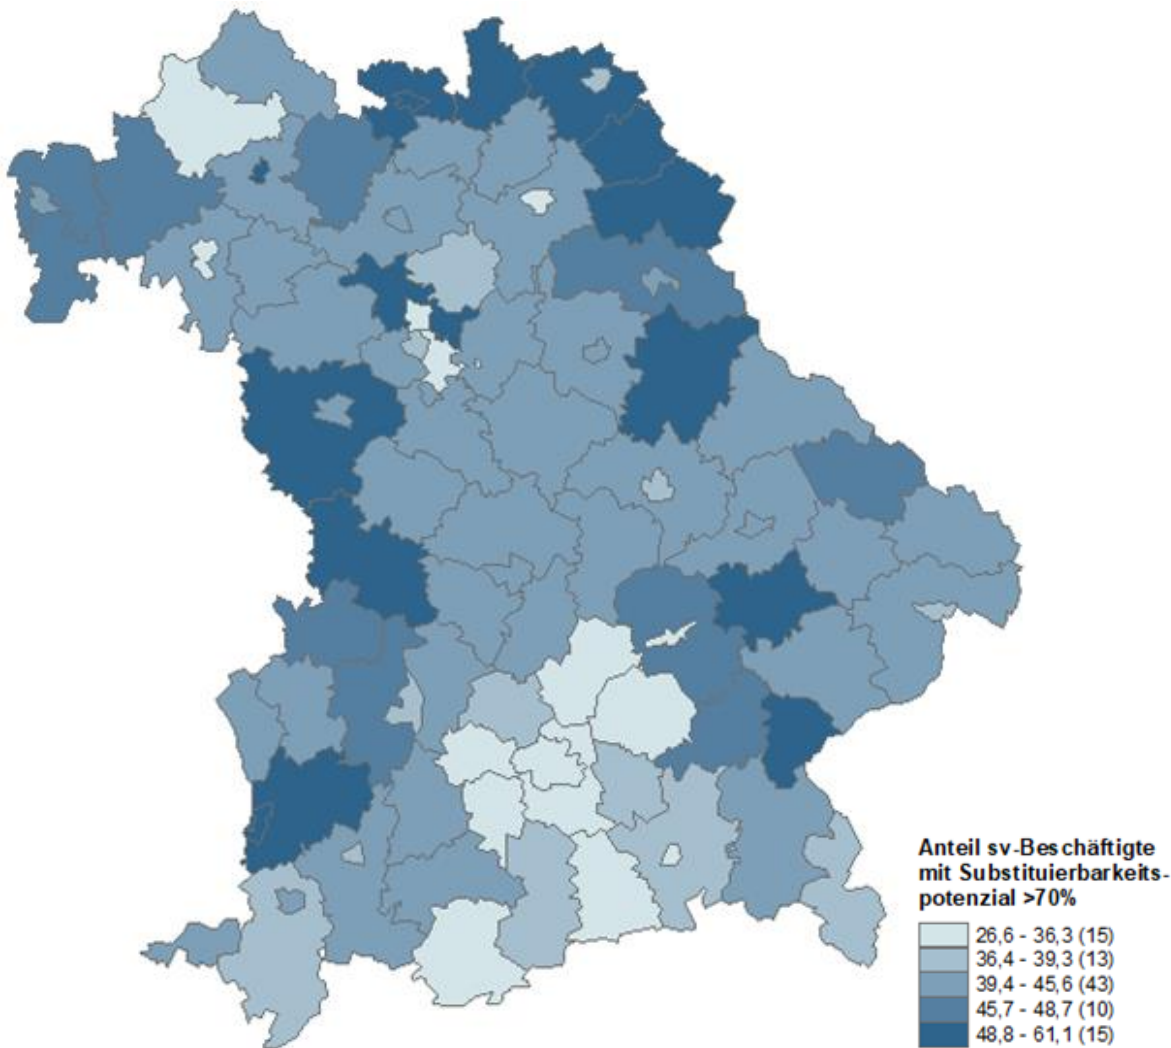 Anteil sv-Beschäftigte
mit Substituierbarkeits-
potenzial >70%
26,6 - 36,3 (15)
36,4 - 39,3 (13)
39,4 - 45,6 (43)
45,7 - 48,7 (10)
48,8 - 61,1 (15)